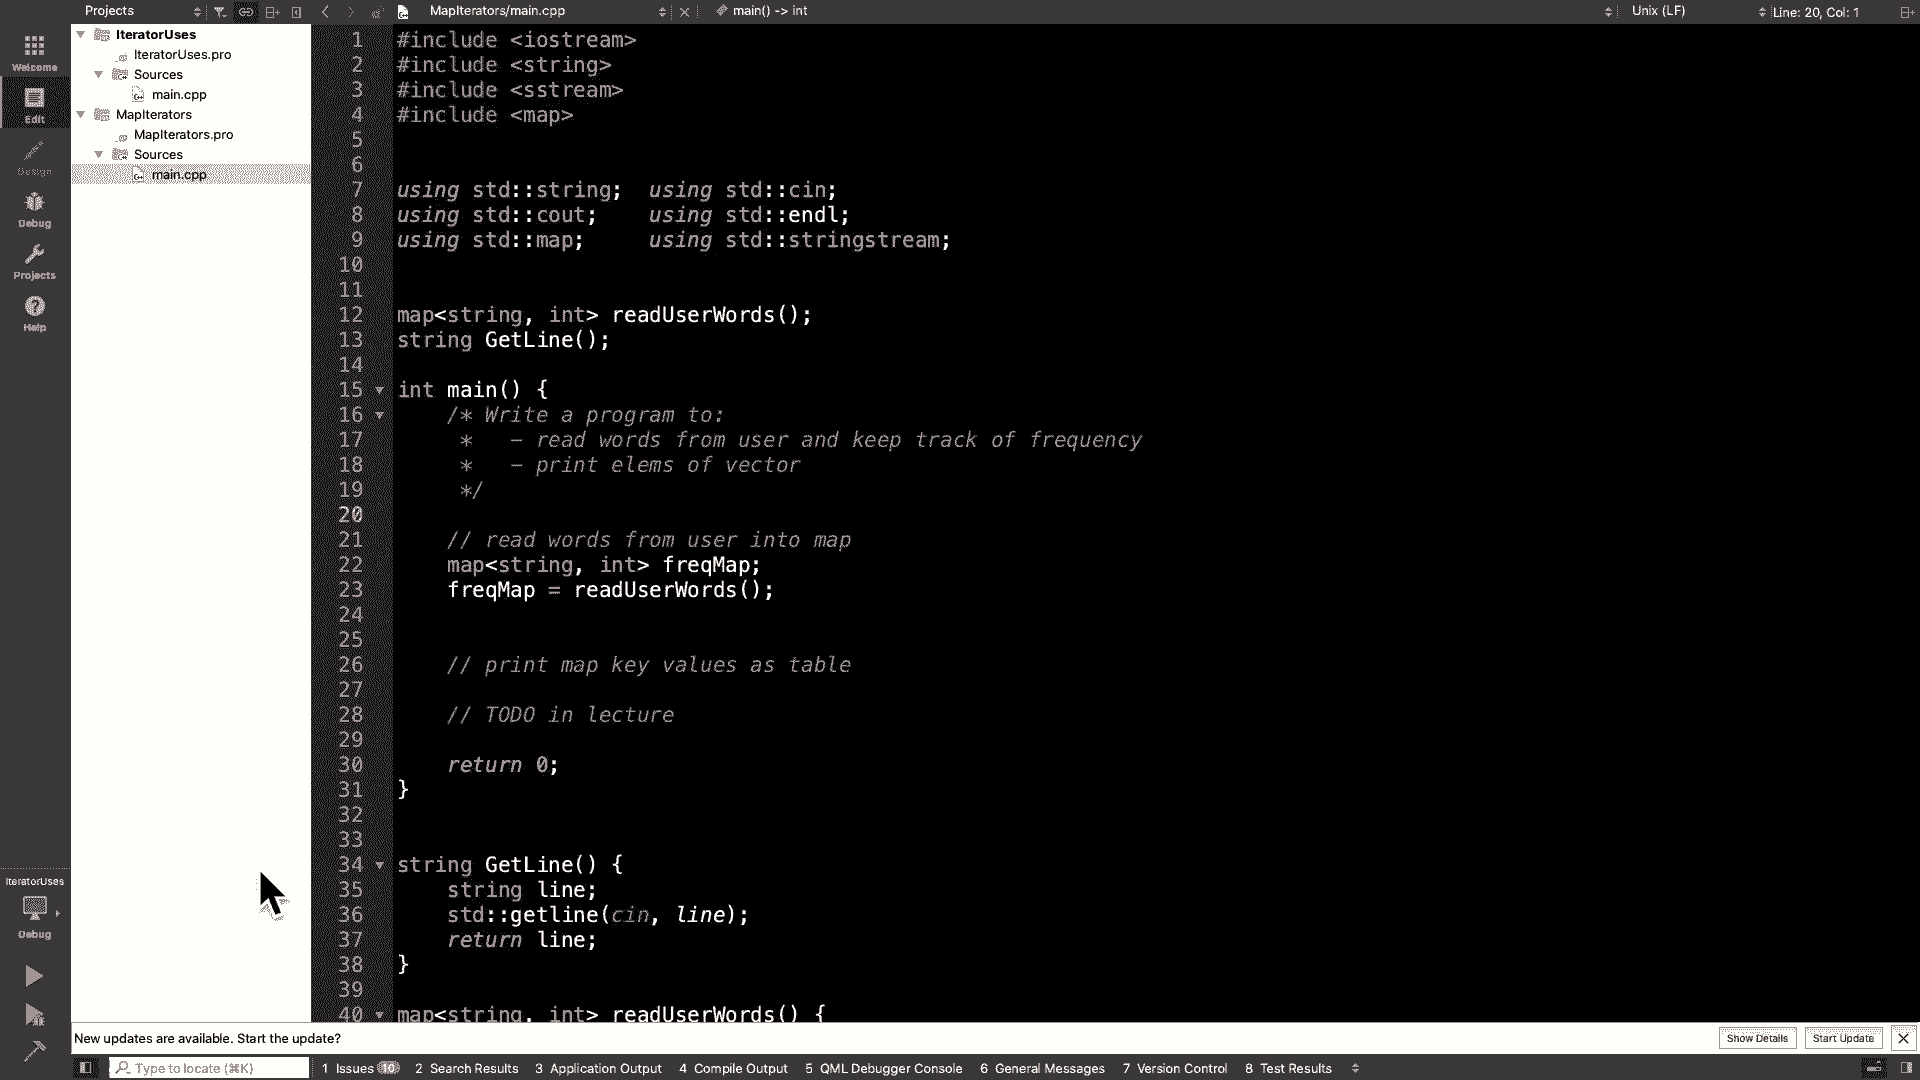 Projects
MapIterators/main.cpp
main() -> int
Unix (LF)
Line: 20, Col: 1
Welcome
Edit
Design
Debug
Projects
Help
IteratorUses
IteratorUses.pro
Sources
main.cpp
MapIterators
MapIterators.pro
Sources
main.cpp
1 #include <iostream>
2 #include <string>
3 #include <sstream>
4 #include <map>
5
6
7 using std::string;  using std::cin;
8 using std::cout;    using std::endl;
9 using std::map;     using std::stringstream;
10
11
12 map<string, int> readUserWords();
13 string GetLine();
14
15 int main() {
16     /* Write a program to:
17      *   – read words from user and keep track of frequency
18      *   – print elems of vector
19      */
20
21     // read words from user into map
22     map<string, int> freqMap;
23     freqMap = readUserWords();
24
25
26     // print map key values as table
27
28     // TODO in lecture
29
30     return 0;
31 }
32
33
34 string GetLine() {
35     string line;
36     std::getline(cin, line);
37     return line;
38 }
39
40 map<string, int> readUserWords() {
IteratorUses
Debug
New updates are available. Start the update?
Show Details
Start Update
Type to locate (⌘K)
1 Issues 10
2 Search Results
3 Application Output
4 Compile Output
5 QML Debugger Console
6 General Messages
7 Version Control
8 Test Results